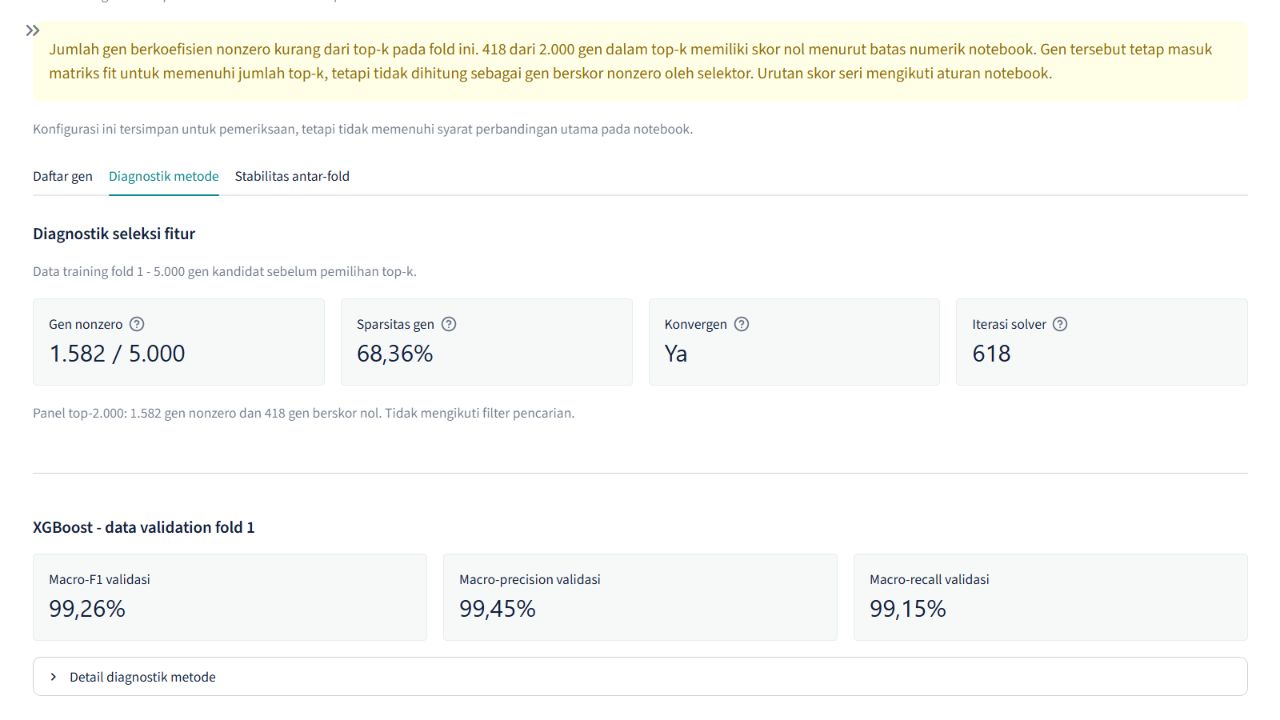 Jumlah gen berkoefisien nonzero kurang dari top-k pada fold ini. 418 dari 2.000 gen dalam top-k memiliki skor nol menurut batas numerik notebook. Gen tersebut tetap masuk
matriks fit untuk memenuhi jumlah top-k, tetapi tidak dihitung sebagai gen berskor nonzero oleh selektor. Urutan skor seri mengikuti aturan notebook.
Konfigurasi ini tersimpan untuk pemeriksaan, tetapi tidak memenuhi syarat perbandingan utama pada notebook.
Daftar gen Diagnostik metode Stabilitas antar-fold
Diagnostik seleksi fitur
Data training fold 1 - 5.000 gen kandidat sebelum pemilihan top-k.
Gen nonzero Sparsitas gen Konvergen Iterasi solver
1.582 / 5.000 68,36% Ya 618
Panel top-2.000: 1.582 gen nonzero dan 418 gen berskor nol. Tidak mengikuti filter pencarian.
XGBoost - data validation fold 1
Macro-F1 validasi Macro-precision validasi Macro-recall validasi
99,26% 99,45% 99,15%
Detail diagnostik metode